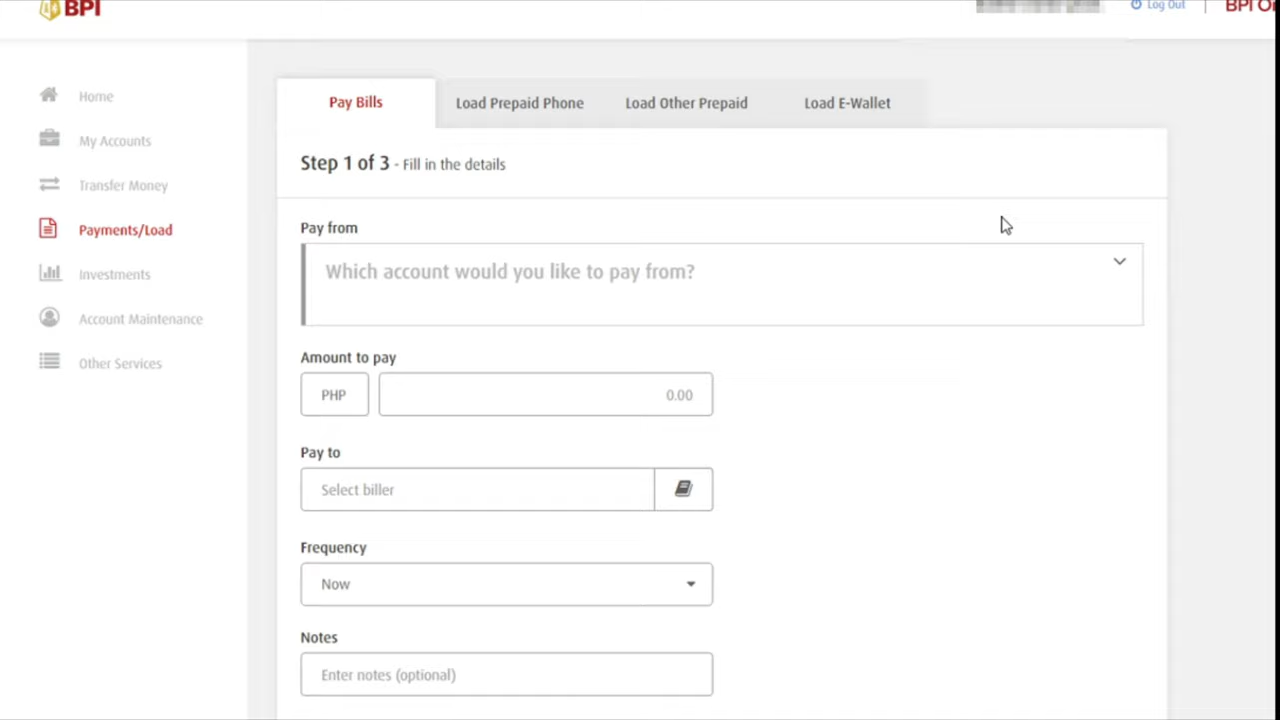 BPI
Log Out
Home
My Accounts
Transfer Money
Payments/Load
Investments
Account Maintenance
Other Services
Pay Bills
Load Prepaid Phone
Load Other Prepaid
Load E-Wallet
Step 1 of 3 - Fill in the details
Pay from
Which account would you like to pay from?
Amount to pay
PHP
0.00
Pay to
Select biller
Frequency
Now
Notes
Enter notes (optional)